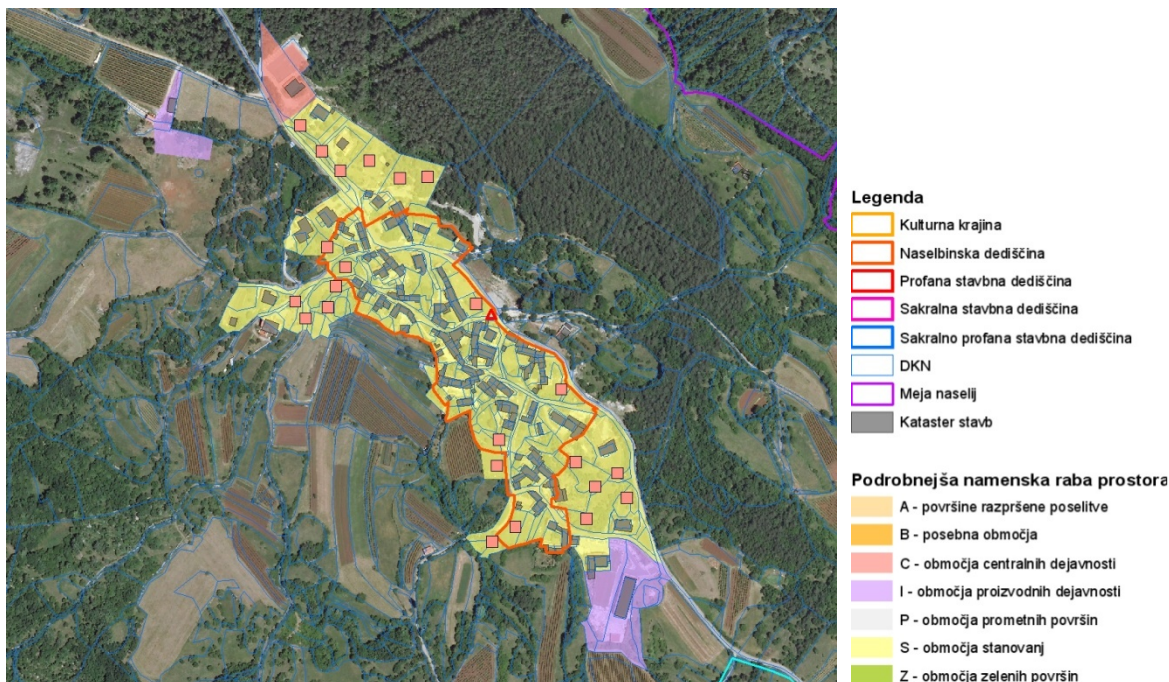 Legenda
Kulturna krajina
Naselbinska dediščina
Profana stavbna dediščina
Sakralna stavbna dediščina
Sakralno profana stavbna dediščina
DKN
Meja naselij
Kataster stavb
Podrobnejša namenska raba prostora
A - površine razpršene poselitve
B - posebna območja
C - območja centralnih dejavnosti
I - območja proizvodnih dejavnosti
P - območja prometnih površin
S - območja stanovanj
Z - območja zelenih površin